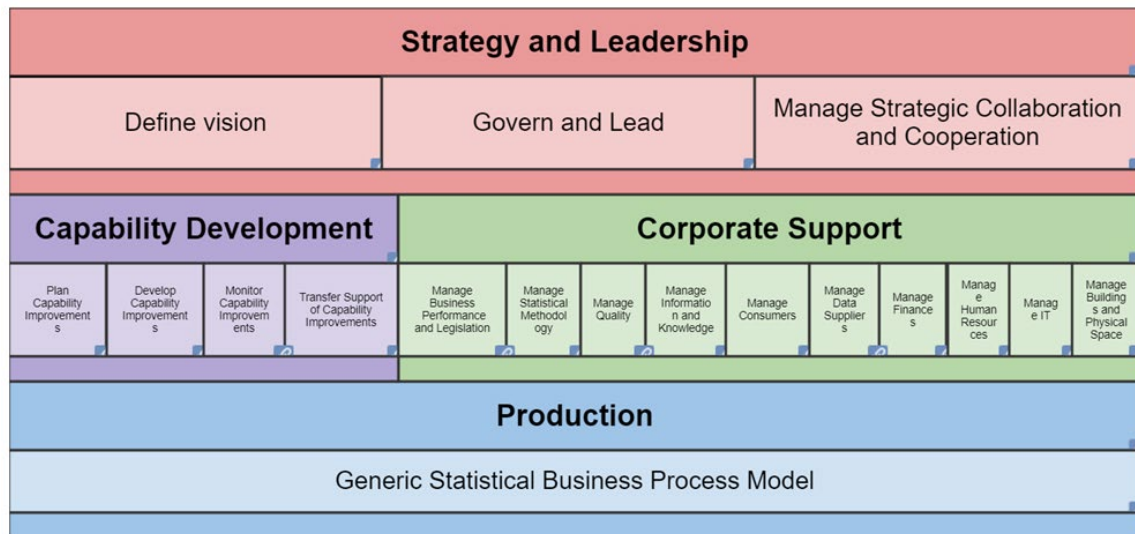 Strategy and Leadership
Define vision
Govern and Lead
Manage Strategic Collaboration
and Cooperation
Capability Development
Corporate Support
Plan
Capability
Improvement
s
Develop
Capability
Improvement
s
Monitor
Capability
Improvem
ents
Transfer Support
of Capability
Improvements
Manage
Business
Performance
and Legislation
Manage
Statistical
Methodol
ogy
Manage
Quality
Manage
Informatio
n and
Knowledge
Manage
Consumers
Manage
Data
Supplier
s
Manage
Finance
s
Manag
e
Human
Resour
ces
Manag
e IT
Manage
Building
s and
Physical
Space
Production
Generic Statistical Business Process Model